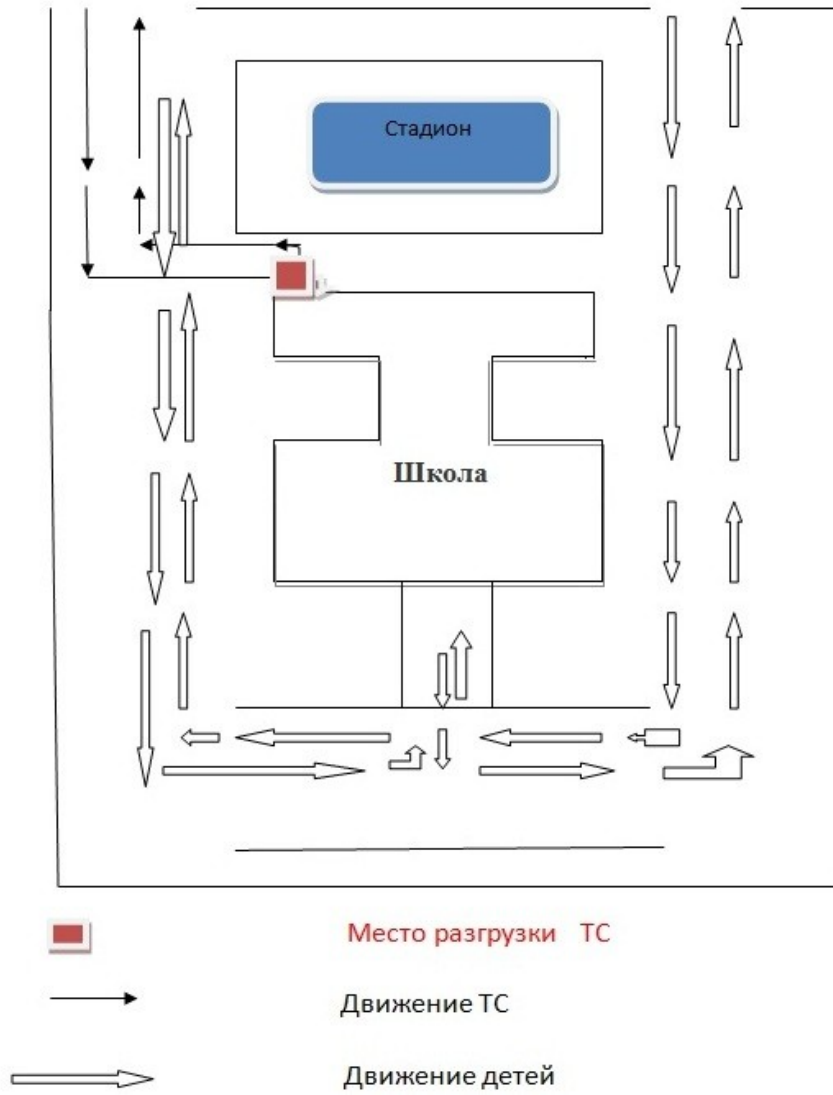 Стадион
Школа
Место разгрузки ТС
Движение ТС
Движение детей